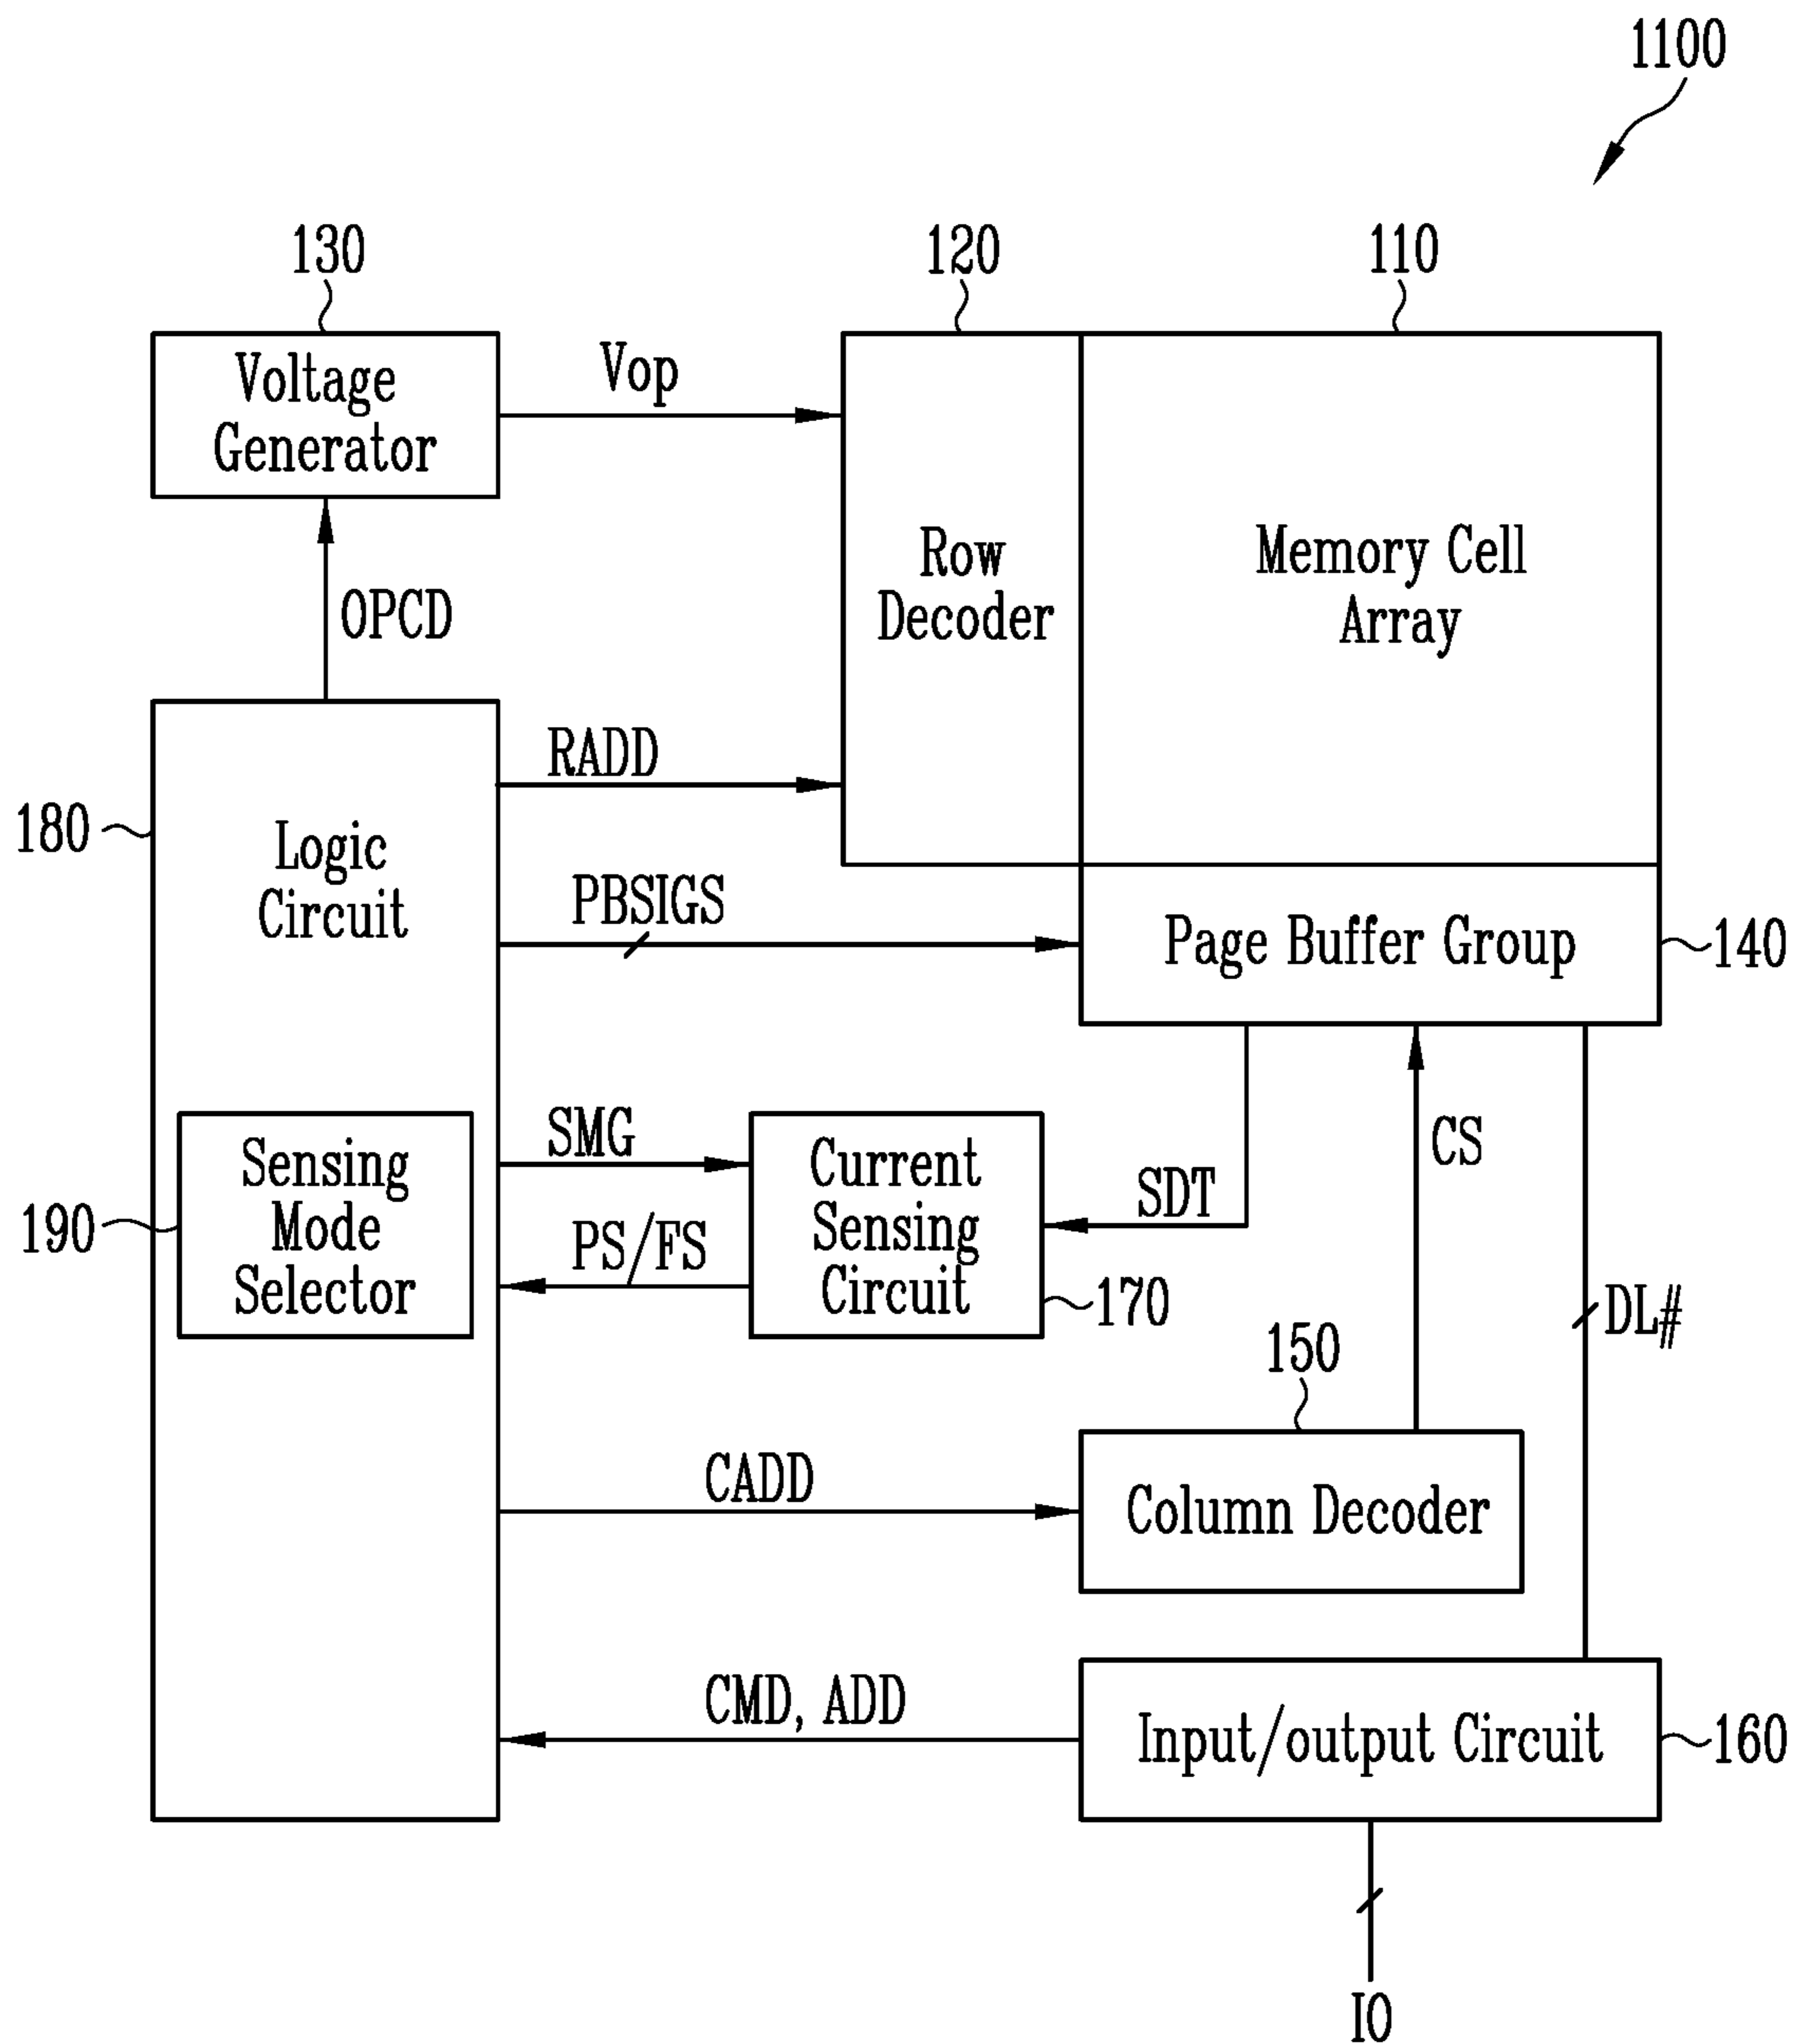 1100
130
120
110
Voltage
Generator
Vop
Row
Decoder
Memory Cell
Array
OPCD
RADD
180
Logic
Circuit
PBSIGS
Page Buffer Group
140
SMG
Sensing
Mode
Selector
190
Current
Sensing
Circuit
SDT
CS
PS/FS
170
DL#
150
CADD
Column Decoder
CMD, ADD
Input/output Circuit
160
IO